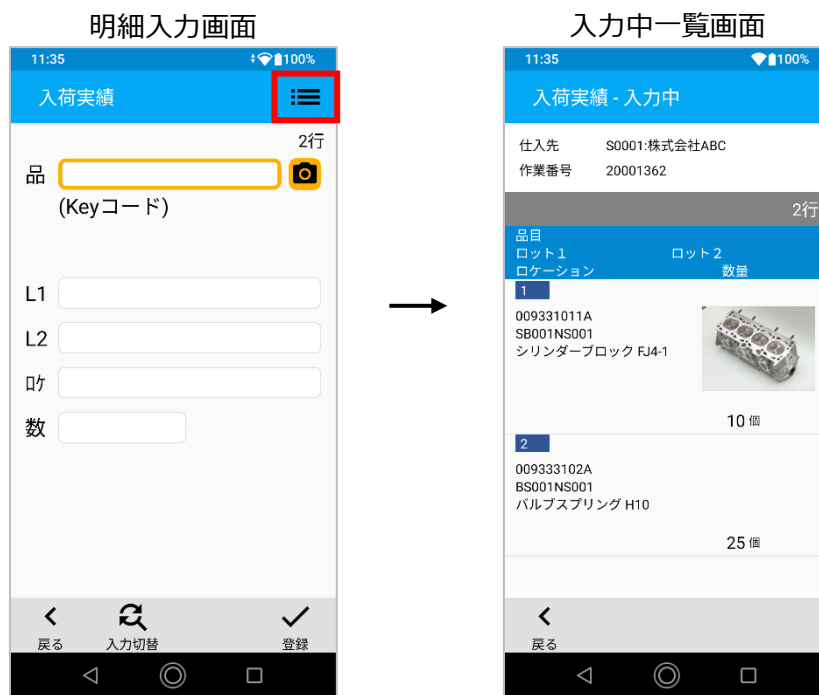 明細入力画面
11:35
100%
入荷実績
2行
品
(Keyコード)
L1
L2
ﾛｹ
数
戻る
入力切替
登録
入力中一覧画面
11:35
100%
入荷実績 - 入力中
仕入先 S0001:株式会社ABC
作業番号 20001362
2行
品目
ロット1 ロット2
ロケーション 数量
1
009331011A
SB001NS001
シリンダーブロック FJ4-1
10 個
2
009333102A
BS001NS001
バルブスプリング H10
25 個
戻る